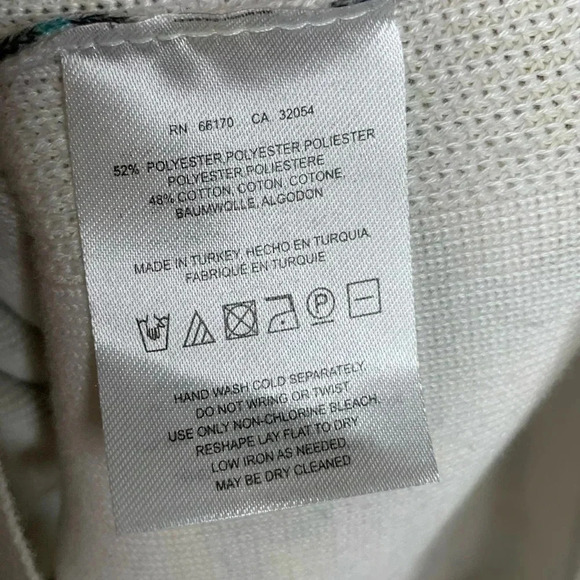 RN 66170 CA 32054
52% POLYESTER,POLYESTER POLIESTER
POLYESTER,POLIESTERE
48% COTTON, COTON, COTONE,
BAUMWOLLE, ALGODON
MADE IN TURKEY, HECHO EN TURQUIA,
FABRIQUÉ EN TURQUIE
P
HAND WASH COLD SEPARATELY.
DO NOT WRING OR TWIST.
USE ONLY NON-CHLORINE BLEACH.
RESHAPE LAY FLAT TO DRY
LOW IRON AS NEEDED.
MAY BE DRY CLEANED